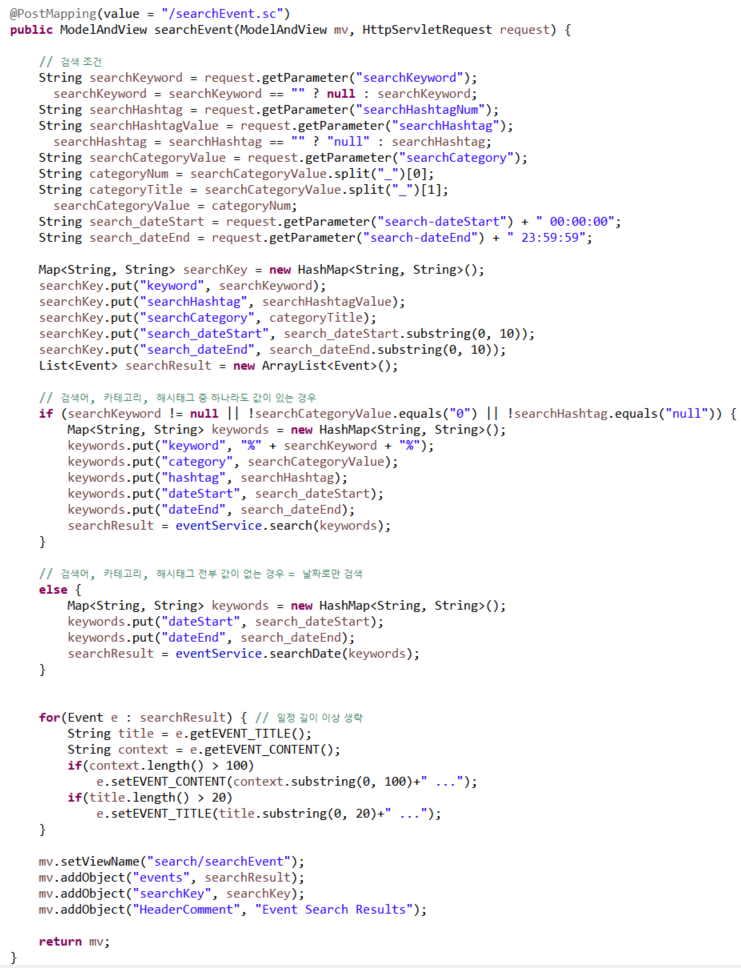 @PostMapping(value = "/searchEvent.sc")
public ModelAndView searchEvent(ModelAndView mv, HttpServletRequest request) {
// 검색 조건
String searchKeyword = request.getParameter("searchKeyword");
searchKeyword = searchKeyword == "" ? null : searchKeyword;
String searchHashtag = request.getParameter("searchHashtagNum");
String searchHashtagValue = request.getParameter("searchHashtag");
searchHashtag = searchHashtag == "" ? "null" : searchHashtag;
String searchCategoryValue = request.getParameter("searchCategory");
String categoryNum = searchCategoryValue.split("_")[0];
String categoryTitle = searchCategoryValue.split("_")[1];
searchCategoryValue = categoryNum;
String search_dateStart = request.getParameter("search-dateStart") + " 00:00:00";
String search_dateEnd = request.getParameter("search-dateEnd") + " 23:59:59";
Map<String, String> searchKey = new HashMap<String, String>();
searchKey.put("keyword", searchKeyword);
searchKey.put("searchHashtag", searchHashtagValue);
searchKey.put("searchCategory", categoryTitle);
searchKey.put("search_dateStart", search_dateStart.substring(0, 10));
searchKey.put("search_dateEnd", search_dateEnd.substring(0, 10));
List<Event> searchResult = new ArrayList<Event>();
// 검색어, 카테고리, 해시태그 중 하나라도 값이 있는 경우
if (searchKeyword != null || !searchCategoryValue.equals("0") || !searchHashtag.equals("null")) {
Map<String, String> keywords = new HashMap<String, String>();
keywords.put("keyword", "%" + searchKeyword + "%");
keywords.put("category", searchCategoryValue);
keywords.put("hashtag", searchHashtag);
keywords.put("dateStart", search_dateStart);
keywords.put("dateEnd", search_dateEnd);
searchResult = eventService.search(keywords);
}
// 검색어, 카테고리, 해시태그 전부 값이 없는 경우 = 날짜로만 검색
else {
Map<String, String> keywords = new HashMap<String, String>();
keywords.put("dateStart", search_dateStart);
keywords.put("dateEnd", search_dateEnd);
searchResult = eventService.searchDate(keywords);
}
for(Event e : searchResult) { // 일정 길이 이상 생략
String title = e.getEVENT_TITLE();
String context = e.getEVENT_CONTENT();
if(context.length() > 100)
e.setEVENT_CONTENT(context.substring(0, 100)+" ...");
if(title.length() > 20)
e.setEVENT_TITLE(title.substring(0, 20)+" ...");
}
mv.setViewName("search/searchEvent");
mv.addObject("events", searchResult);
mv.addObject("searchKey", searchKey);
mv.addObject("HeaderComment", "Event Search Results");
return mv;
}